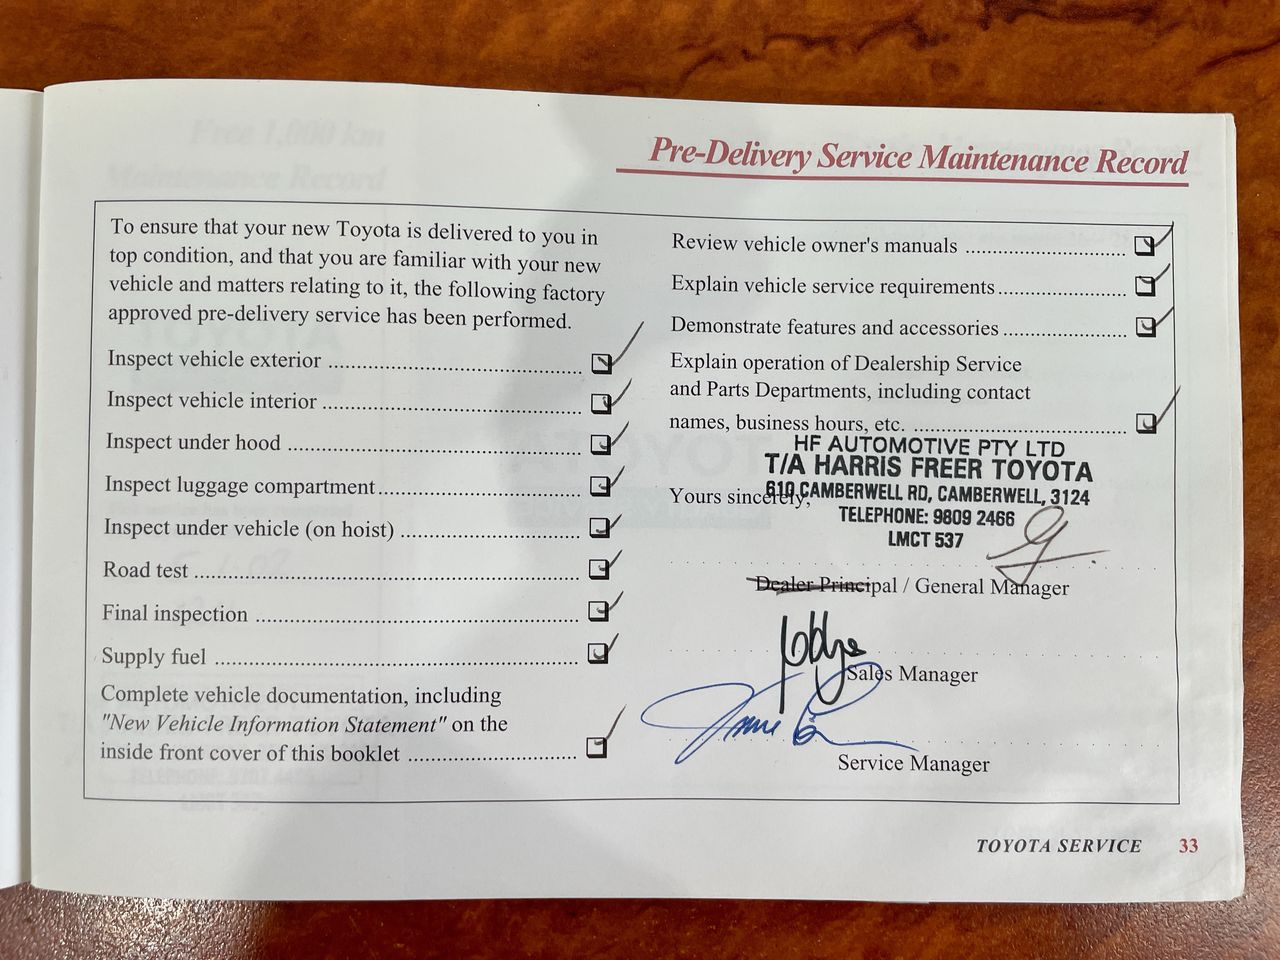 Pre-Delivery Service Maintenance Record
To ensure that your new Toyota is delivered to you in
top condition, and that you are familiar with your new
vehicle and matters relating to it, the following factory
approved pre-delivery service has been performed.
Inspect vehicle exterior
Inspect vehicle interior
Inspect under hood
Inspect luggage compartment
Inspect under vehicle (on hoist)
Road test
Final inspection
Supply fuel
Complete vehicle documentation, including
"New Vehicle Information Statement" on the
inside front cover of this booklet
Review vehicle owner's manuals
Explain vehicle service requirements
Demonstrate features and accessories
Explain operation of Dealership Service
and Parts Departments, including contact
names, business hours, etc.
HF AUTOMOTIVE PTY LTD
T/A HARRIS FREER TOYOTA
610 CAMBERWELL RD, CAMBERWELL, 3124
Yours sincerely,
TELEPHONE: 9809 2466
LMCT 537
Dealer Principal / General Manager
Sales Manager
Service Manager
TOYOTA SERVICE 33